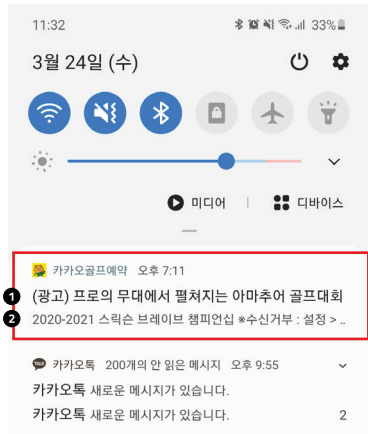 11:32 33%
3월 24일 (수)
미디어 | 디바이스
카카오골프예약 오후 7:11
1 (광고) 프로의 무대에서 펼쳐지는 아마추어 골프대회
2 2020-2021 스릭슨 브레이브 챔피언십 ※수신거부 : 설정 > ..
TALK 카카오톡 200개의 안 읽은 메시지 오후 9:55
카카오톡 새로운 메시지가 있습니다.
카카오톡 새로운 메시지가 있습니다. 2